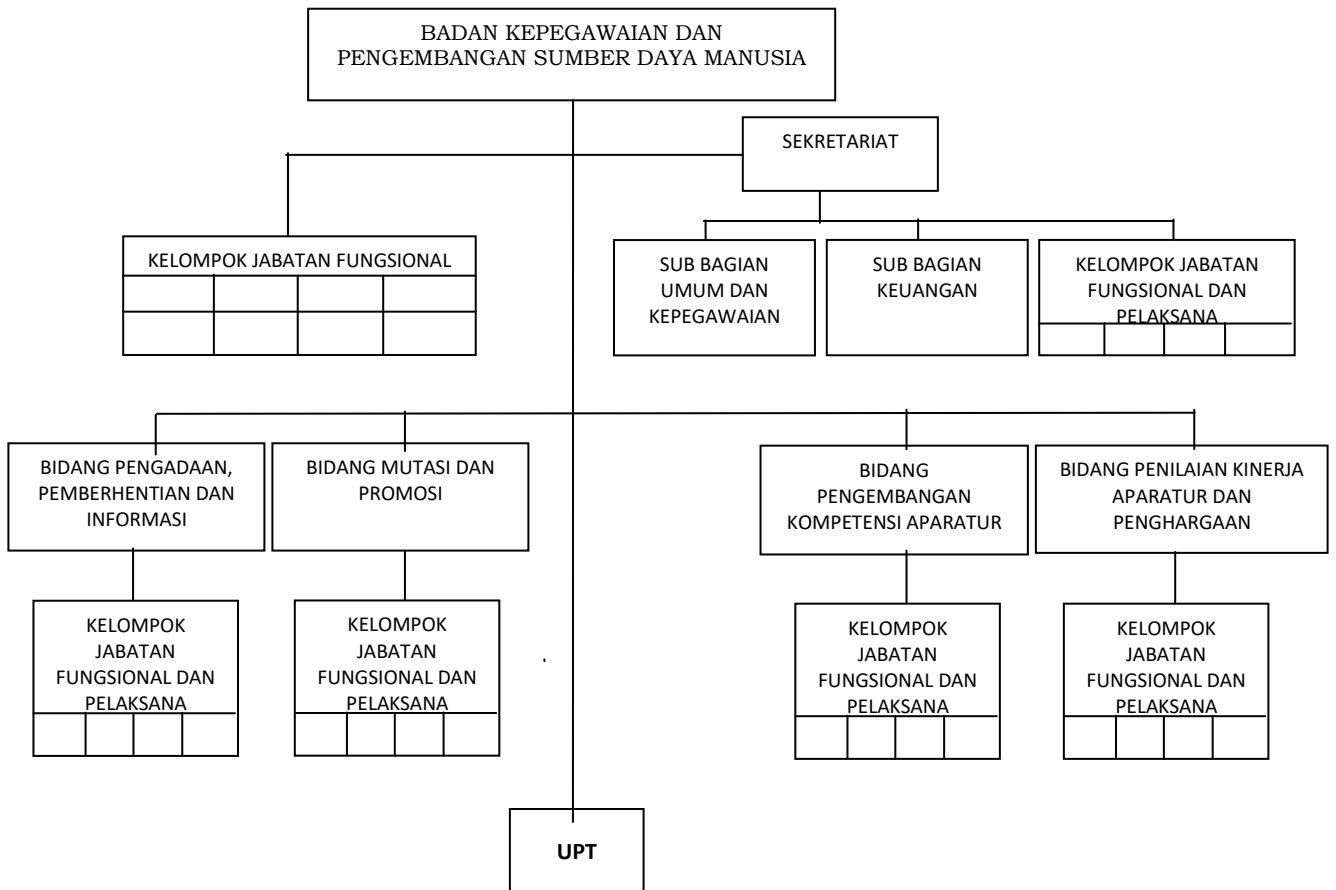 BADAN KEPEGAWAIAN DAN
PENGEMBANGAN SUMBER DAYA MANUSIA
SEKRETARIAT
KELOMPOK JABATAN FUNGSIONAL
SUB BAGIAN
UMUM DAN
KEPEGAWAIAN
SUB BAGIAN
KEUANGAN
KELOMPOK JABATAN
FUNGSIONAL DAN
PELAKSANA
BIDANG PENGADAAN,
PEMBERHENTIAN DAN
INFORMASI
BIDANG MUTASI DAN
PROMOSI
BIDANG
PENGEMBANGAN
KOMPETENSI APARATUR
BIDANG PENILAIAN KINERJA
APARATUR DAN
PENGHARGAAN
KELOMPOK
JABATAN
FUNGSIONAL DAN
PELAKSANA
KELOMPOK
JABATAN
FUNGSIONAL DAN
PELAKSANA
KELOMPOK
JABATAN
FUNGSIONAL DAN
PELAKSANA
KELOMPOK
JABATAN
FUNGSIONAL DAN
PELAKSANA
UPT